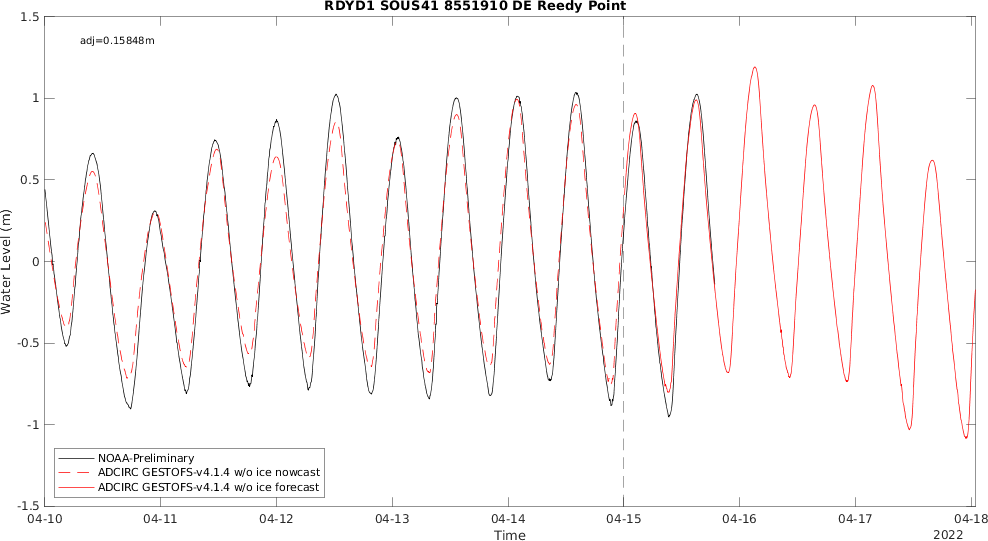 RDYD1 SOUS41 8551910 DE Reedy Point
adj=0.15848m
1.5
1
0.5
0
-0.5
-1
-1.5
Water Level (m)
NOAA-Preliminary
ADCIRC GESTOFS-v4.1.4 w/o ice nowcast
ADCIRC GESTOFS-v4.1.4 w/o ice forecast
04-10 04-11 04-12 04-13 04-14 04-15 04-16 04-17 04-18
Time
2022